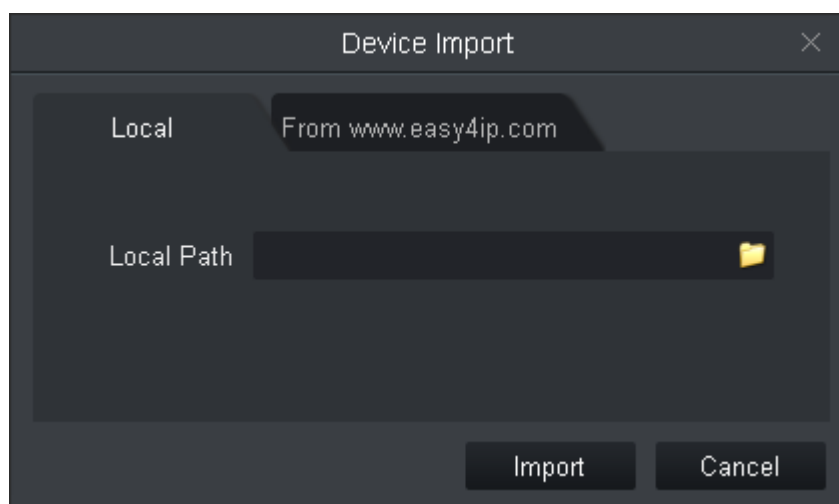 Device Import
Local
From www.easy4ip.com
Local Path
Import
Cancel